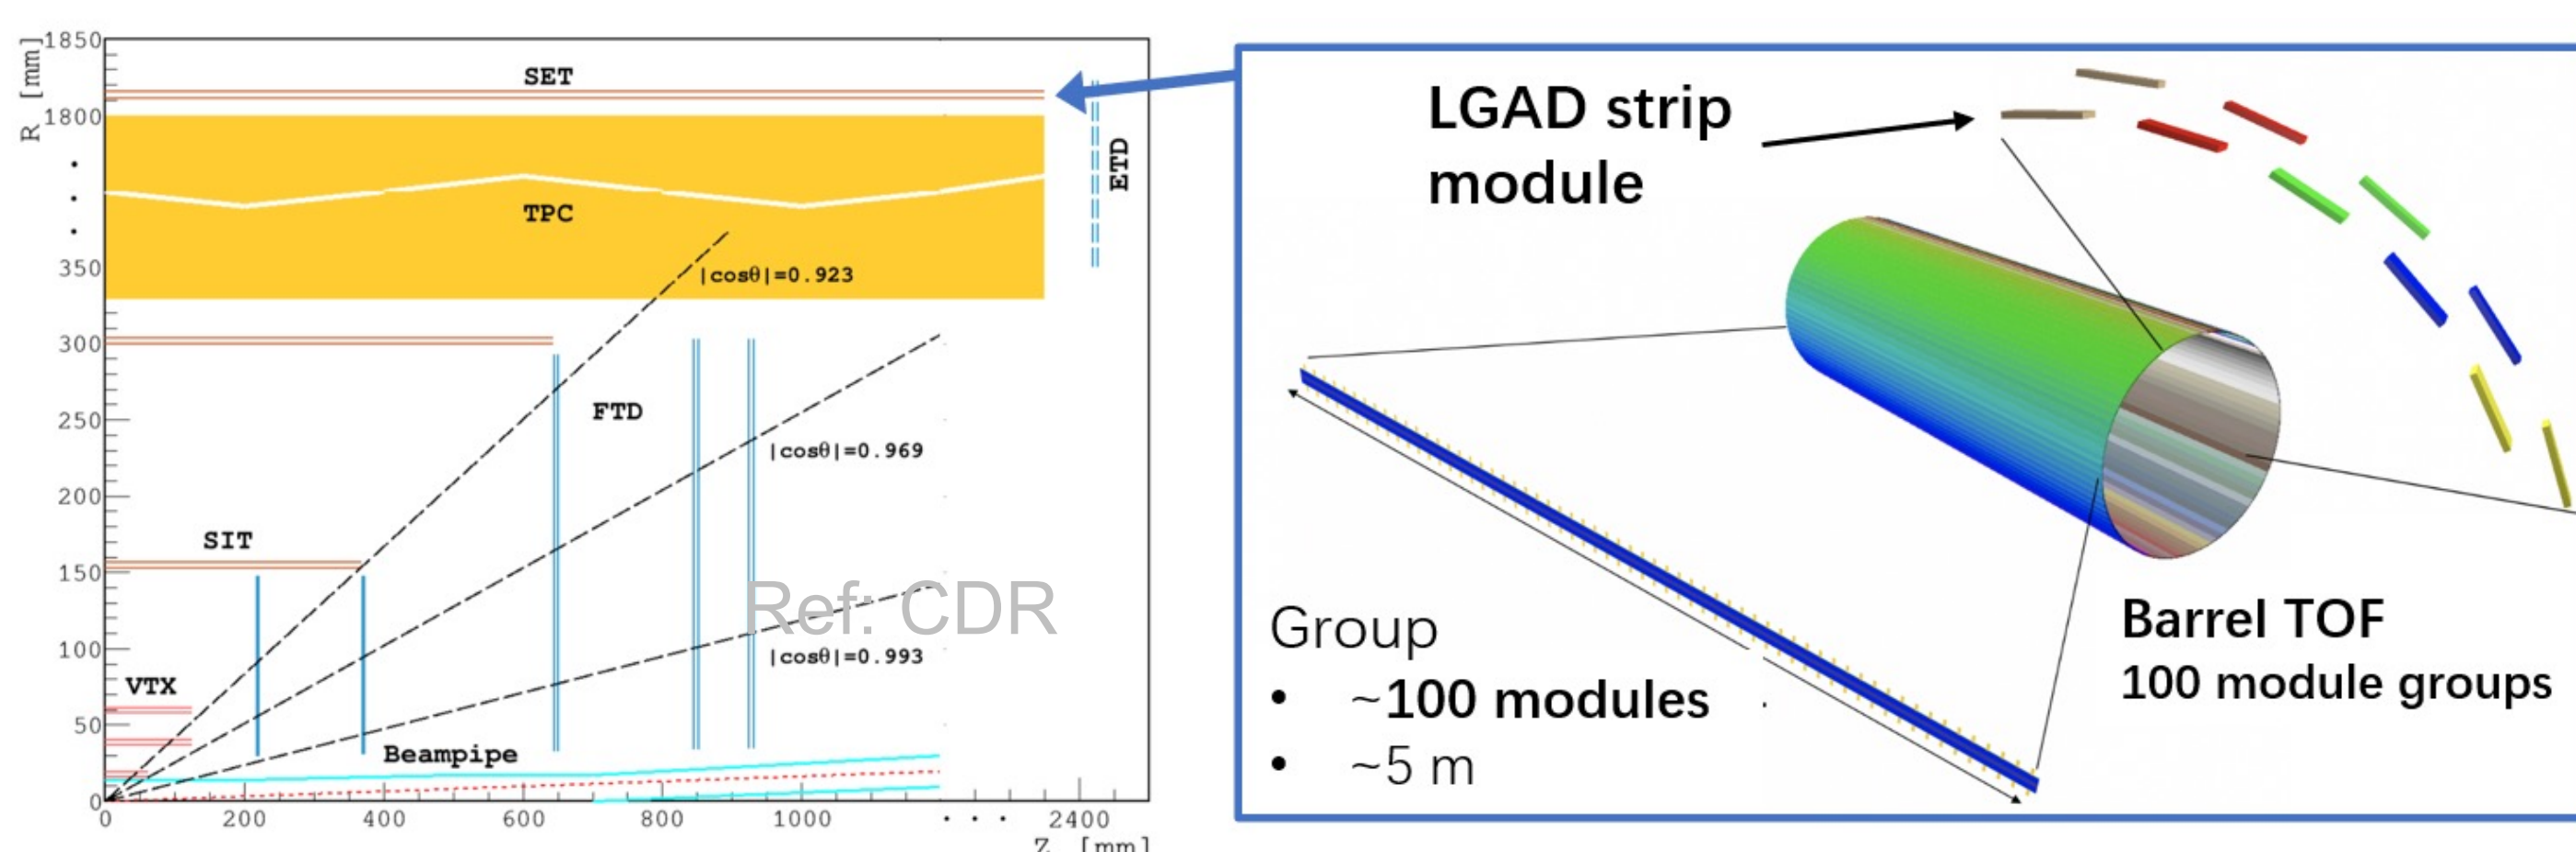 R [mm]
1850
SET
1800
ETD
TPC
|cosθ|=0.923
350
300
FTD
250
|cosθ|=0.969
200
SIT
150
Ref: CDR
100
|cosθ|=0.993
VTX
50
Beampipe
0
0 200 400 600 800 1000 · · · 2400
Z [mm]
LGAD strip
module
Group
• ~100 modules
• ~5 m
Barrel TOF
100 module groups